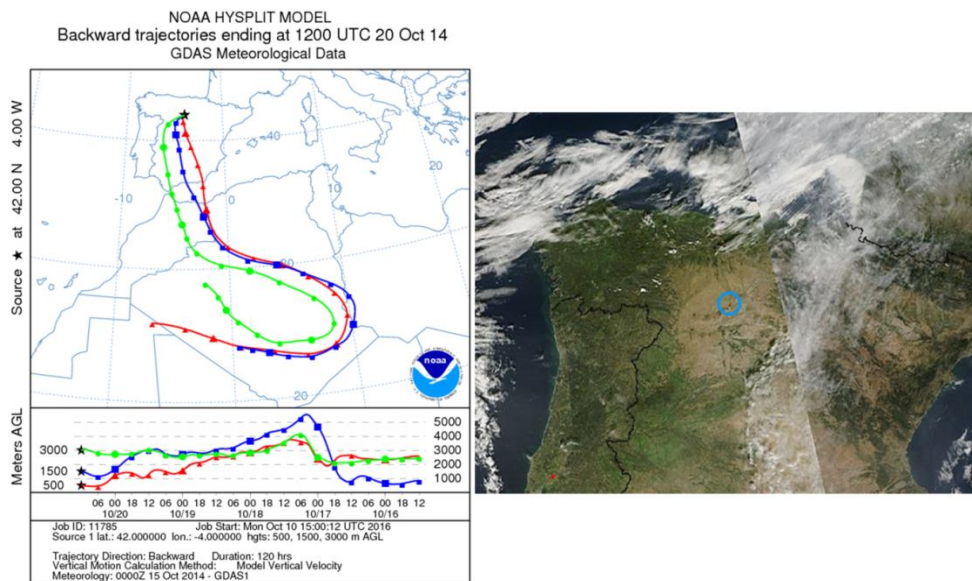 NOAA HYSPLIT MODEL
Backward trajectories ending at 1200 UTC 20 Oct 14
GDAS Meteorological Data
Source ★ at 42.00 N 4.00 W
-10
0
40
20
30
20
noaa
Meters AGL
3000
1500
500
5000
4000
3000
2000
1000
06 00 18 12 06 00 18 12 06 00 18 12 06 00 18 12 06 00 18 12
10/20 10/19 10/18 10/17 10/16
Job ID: 11785 Job Start: Mon Oct 10 15:00:12 UTC 2016
Source 1 lat.: 42.000000 lon.: -4.000000 hgts: 500, 1500, 3000 m AGL
Trajectory Direction: Backward Duration: 120 hrs
Vertical Motion Calculation Method: Model Vertical Velocity
Meteorology: 0000Z 15 Oct 2014 - GDAS1